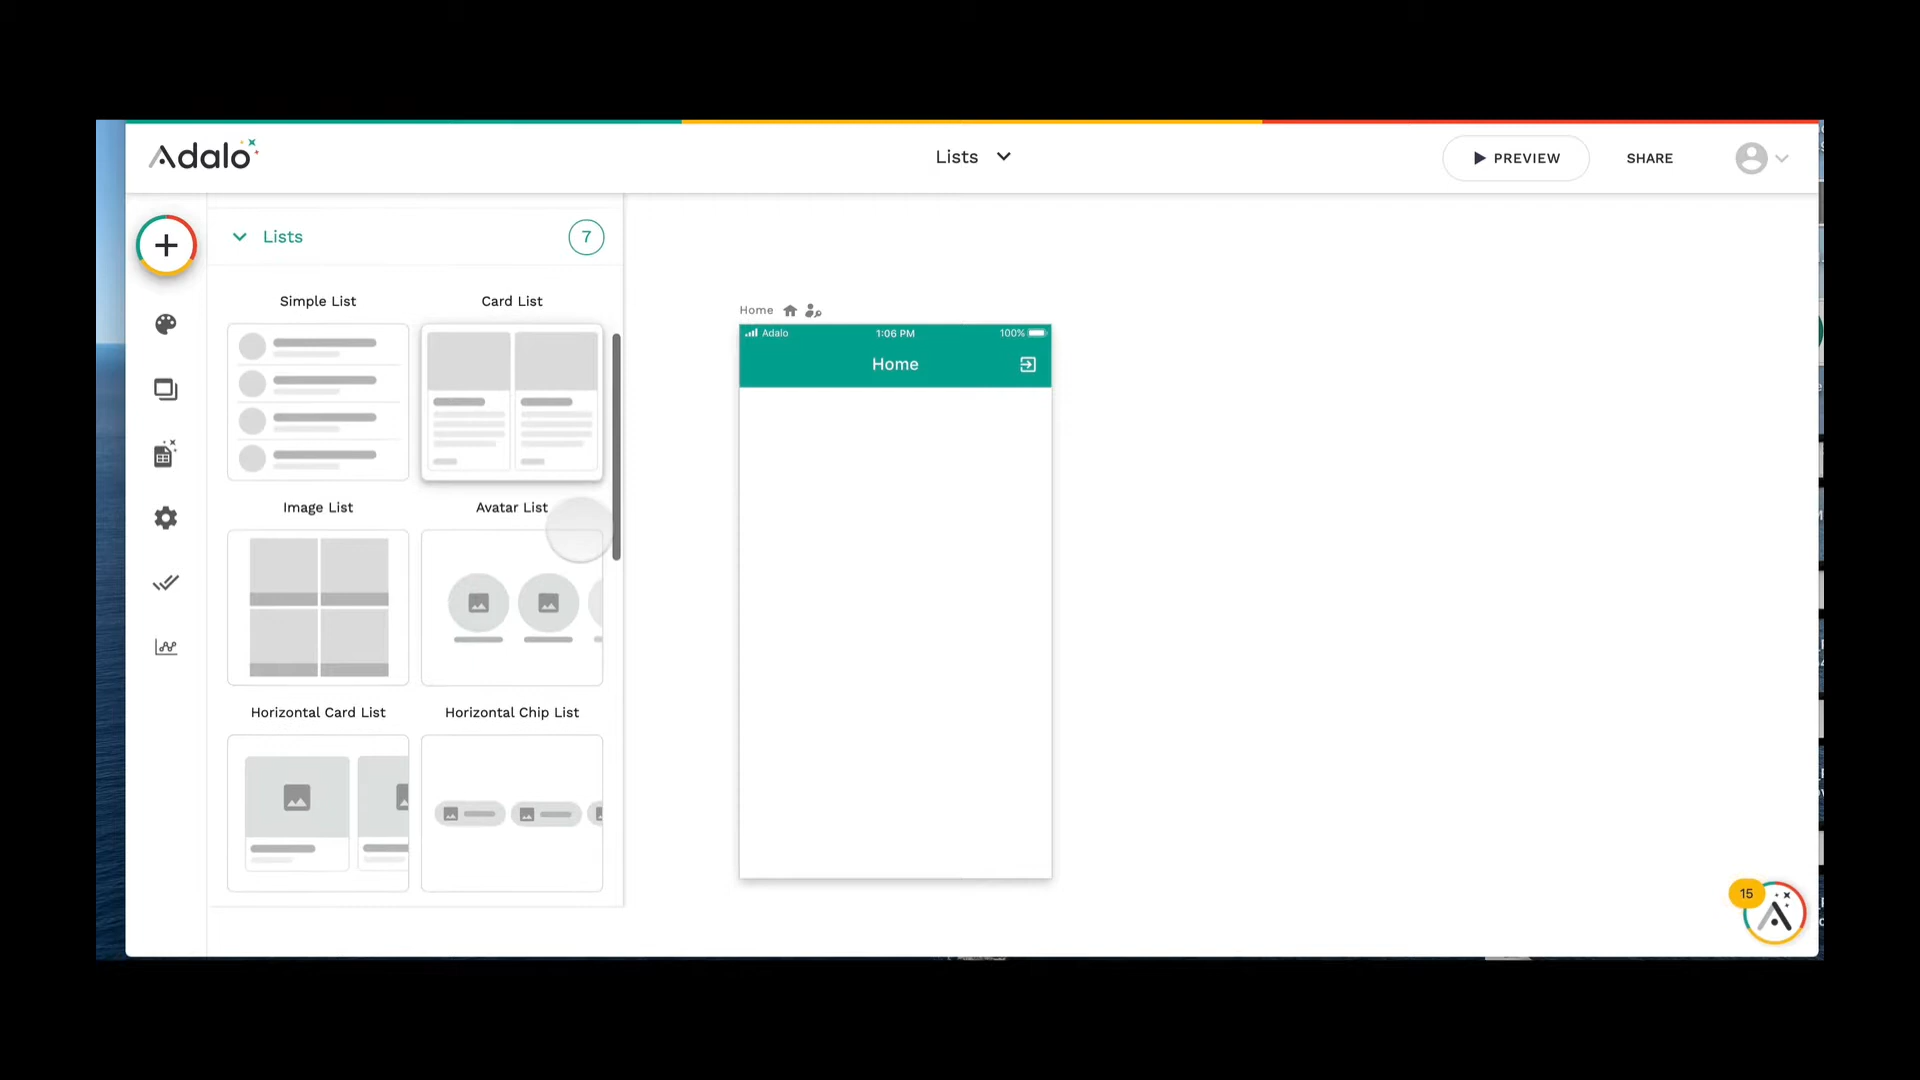 Adalo
Lists
PREVIEW
SHARE
Lists
7
Simple List
Card List
Image List
Avatar List
Horizontal Card List
Horizontal Chip List
Home
Adalo
1:06 PM
100%
Home
15